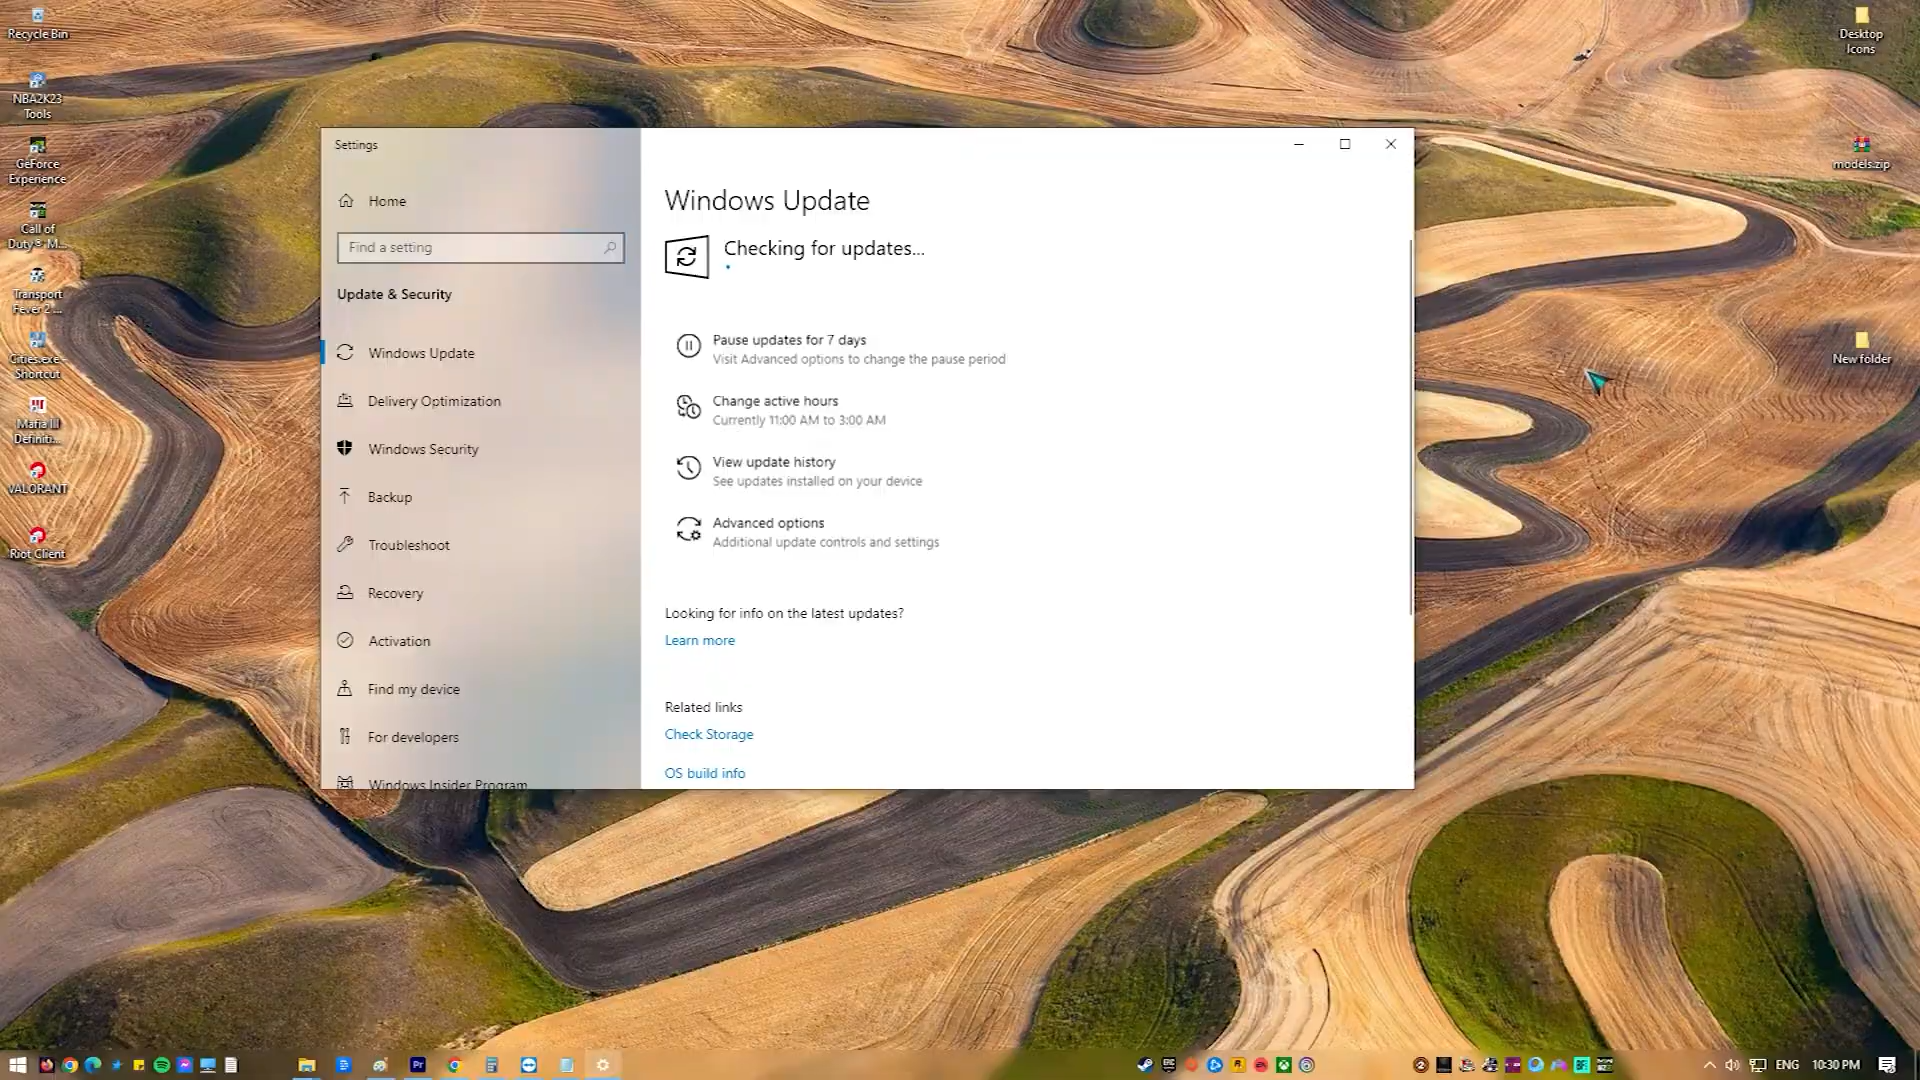 Recycle Bin
NBA2K23
Tools
GeForce
Experience
Call of
Duty® M...
Transport
Fever 2 ...
Cities.exe -
Shortcut
Mafia III
Definiti...
VALORANT
Riot Client
Settings
Home
Find a setting
Update & Security
Windows Update
Delivery Optimization
Windows Security
Backup
Troubleshoot
Recovery
Activation
Find my device
For developers
Windows Insider Program
Windows Update
Checking for updates...
Pause updates for 7 days
Visit Advanced options to change the pause period
Change active hours
Currently 11:00 AM to 3:00 AM
View update history
See updates installed on your device
Advanced options
Additional update controls and settings
Looking for info on the latest updates?
Learn more
Related links
Check Storage
OS build info
Desktop
Icons
models.zip
New folder
Pr
ENG
10:30 PM